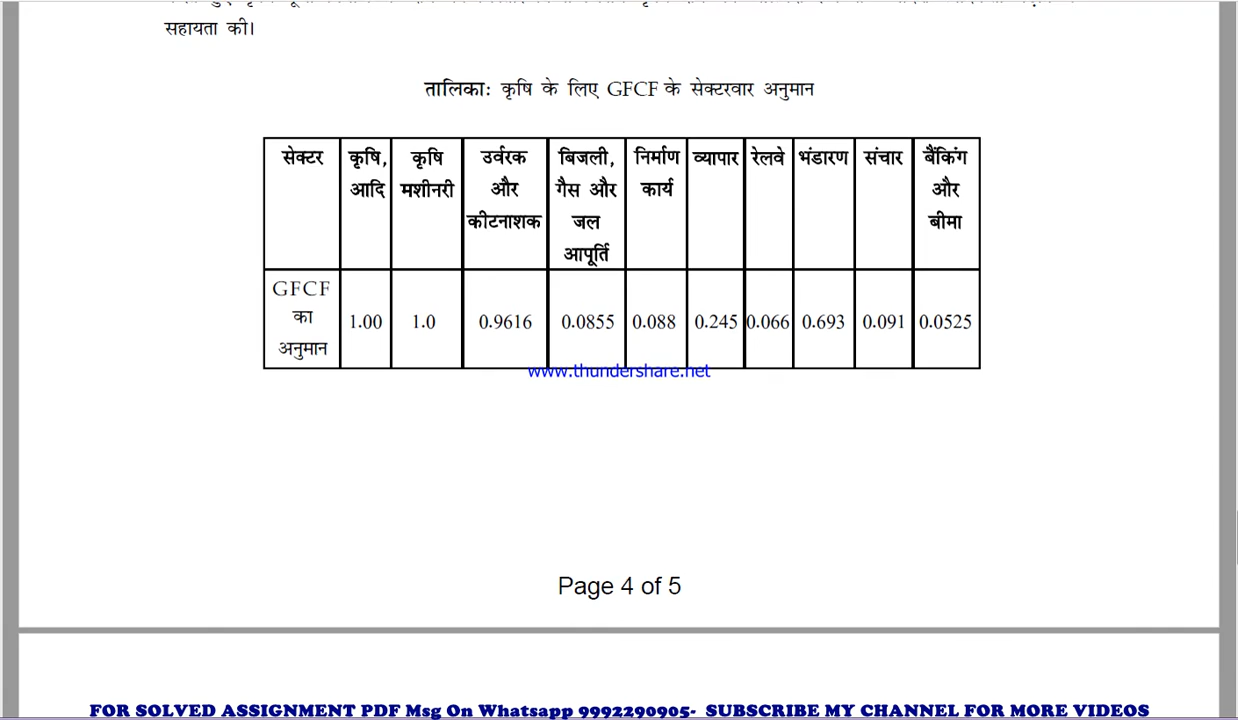 सहायता की।
तालिका: कृषि के लिए GFCF के सेक्टरवार अनुमान
सेक्टर कृषि, आदि कृषि मशीनरी उर्वरक और कीटनाशक बिजली, गैस और जल आपूर्ति निर्माण कार्य व्यापार रेलवे भंडारण संचार बैंकिंग और बीमा
GFCF का अनुमान 1.00 1.0 0.9616 0.0855 0.088 0.245 0.066 0.693 0.091 0.0525
www.thundershare.net
Page 4 of 5
FOR SOLVED ASSIGNMENT PDF Msg On Whatsapp 9992290905- SUBSCRIBE MY CHANNEL FOR MORE VIDEOS